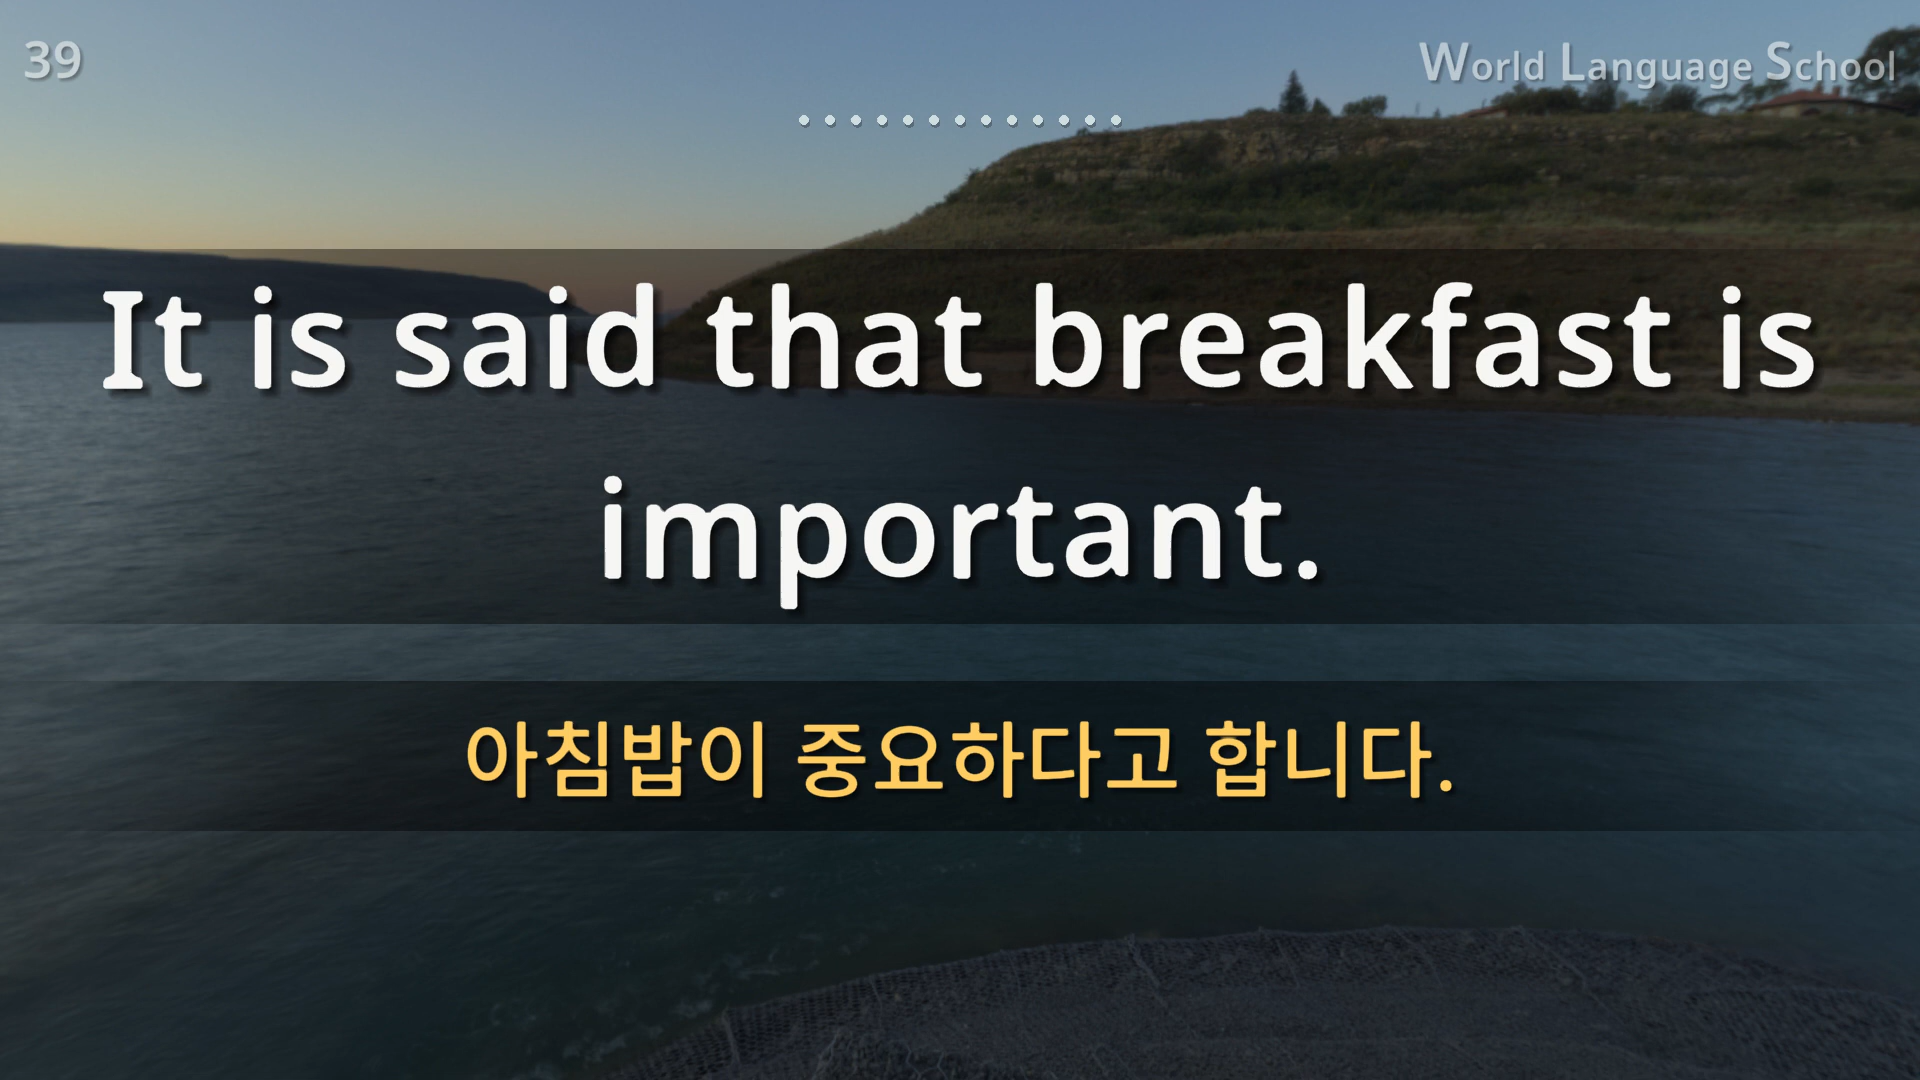 39
World Language School
It is said that breakfast is
important.
아침밥이 중요하다고 합니다.